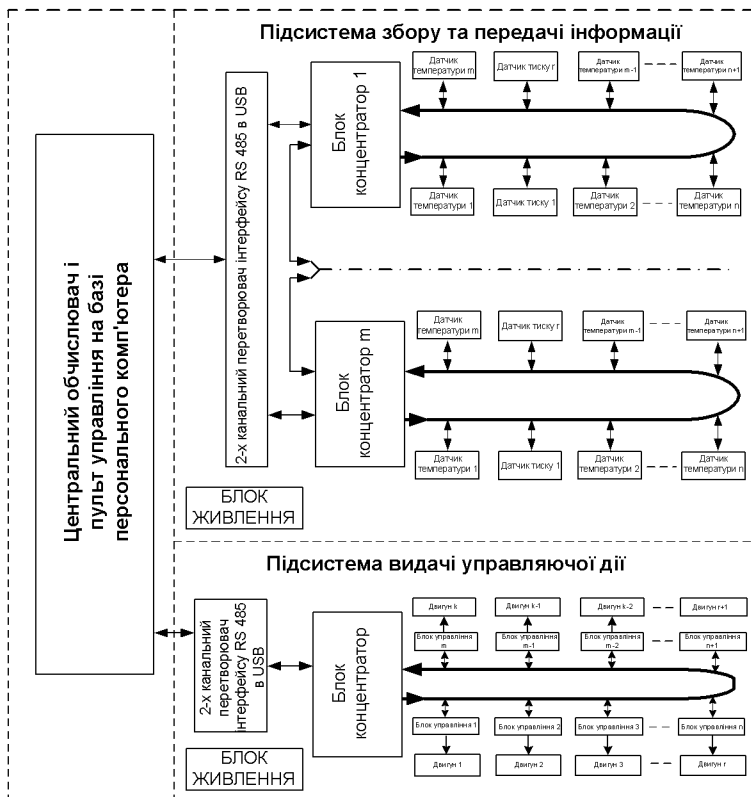 Підсистема збору та передачі інформації
Центральний обчислювач і
пульт управління на базі
персонального комп'ютера
2-х канальний перетворювач інтерфейсу RS 485 в USB
Блок
концентратор 1
Датчик
температури m
Датчик тиску r
Датчик
температури m-1
Датчик
температури n+1
Датчик
температури 1
Датчик тиску 1
Датчик
температури 2
Датчик
температури n
Блок
концентратор m
Датчик
температури m
Датчик
тиску r
Датчик
температури m-1
Датчик
температури n+1
Датчик
температури 1
Датчик
тиску 1
Датчик
температури 2
Датчик
температури n
БЛОК
ЖИВЛЕННЯ
Підсистема видачі управляючої дії
2-х канальний
перетворювач
інтерфейсу RS 485
в USB
Блок
концентратор
Двигун k
Двигун k-1
Двигун k-2
Двигун r+1
Блок управління
m
Блок управління
m-1
Блок управління
m-2
Блок управління
n+1
Блок управління 1
Блок управління 2
Блок управління 3
Блок управління n
Двигун 1
Двигун 2
Двигун 3
Двигун r
БЛОК
ЖИВЛЕННЯ